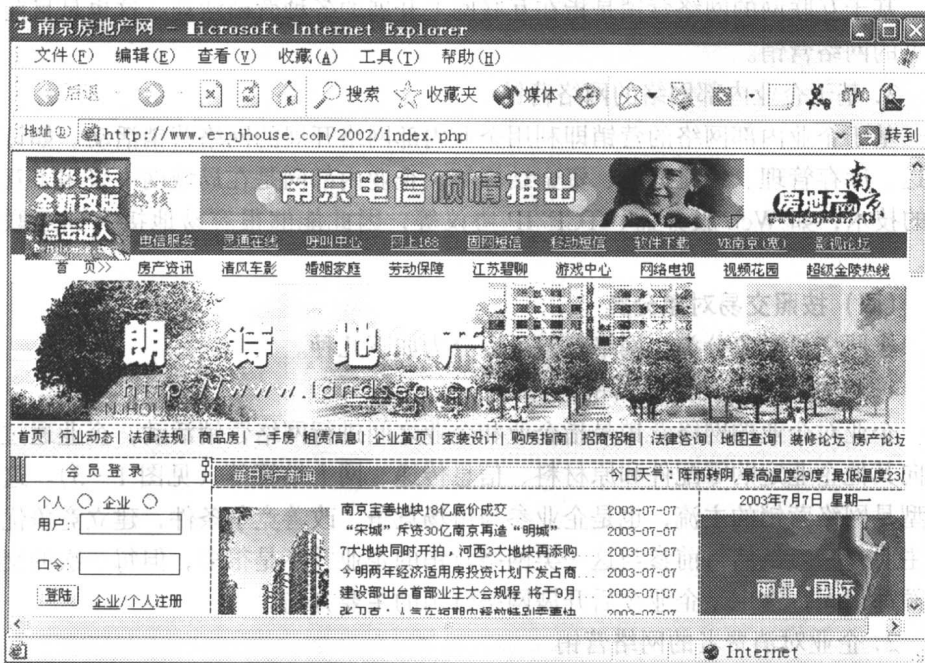 南京房地产网 - Microsoft Internet Explorer
文件(F) 编辑(E) 查看(V) 收藏(A) 工具(T) 帮助(H)
后退 搜索 收藏夹 媒体
地址(D) http://www.e-njhouse.com/2002/index.php 转到
装修论坛
全新改版
点击进入
热线
南京电信倾情推出
南京
房地产
www.e-njhouse.com
电信服务 灵通在线 呼叫中心 网上168 固网短信 移动短信 软件下载 VB南京(宽) 影视论坛
首 页>> 房产资讯 清风车影 婚姻家庭 劳动保障 江苏碧聊 游戏中心 网络电视 视频花园 超级金陵热线
朗 诗 地 产
http://www.landsea.cn
首页| 行业动态| 法律法规| 商品房| 二手房 租赁信息| 企业黄页| 家装设计| 购房指南| 招商招租| 法律咨询| 地图查询| 装修论坛 房产论坛
会 员 登 录
每日房产新闻
今日天气: 阵雨转阴, 最高温度29度, 最低温度23
个人 企业
用户:
口令:
登陆 企业/个人注册
南京宝善地块18亿底价成交 2003-07-07
“宋城”斥资30亿南京再造“明城” 2003-07-07
7大地块同时开拍，河西3大地块再添购 2003-07-07
今明两年经济适用房投资计划下发占商 2003-07-07
建设部出台首部业主大会规程 将于9月 2003-07-07
2003-07-07
2003年7月7日 星期一
丽晶·国际
Internet